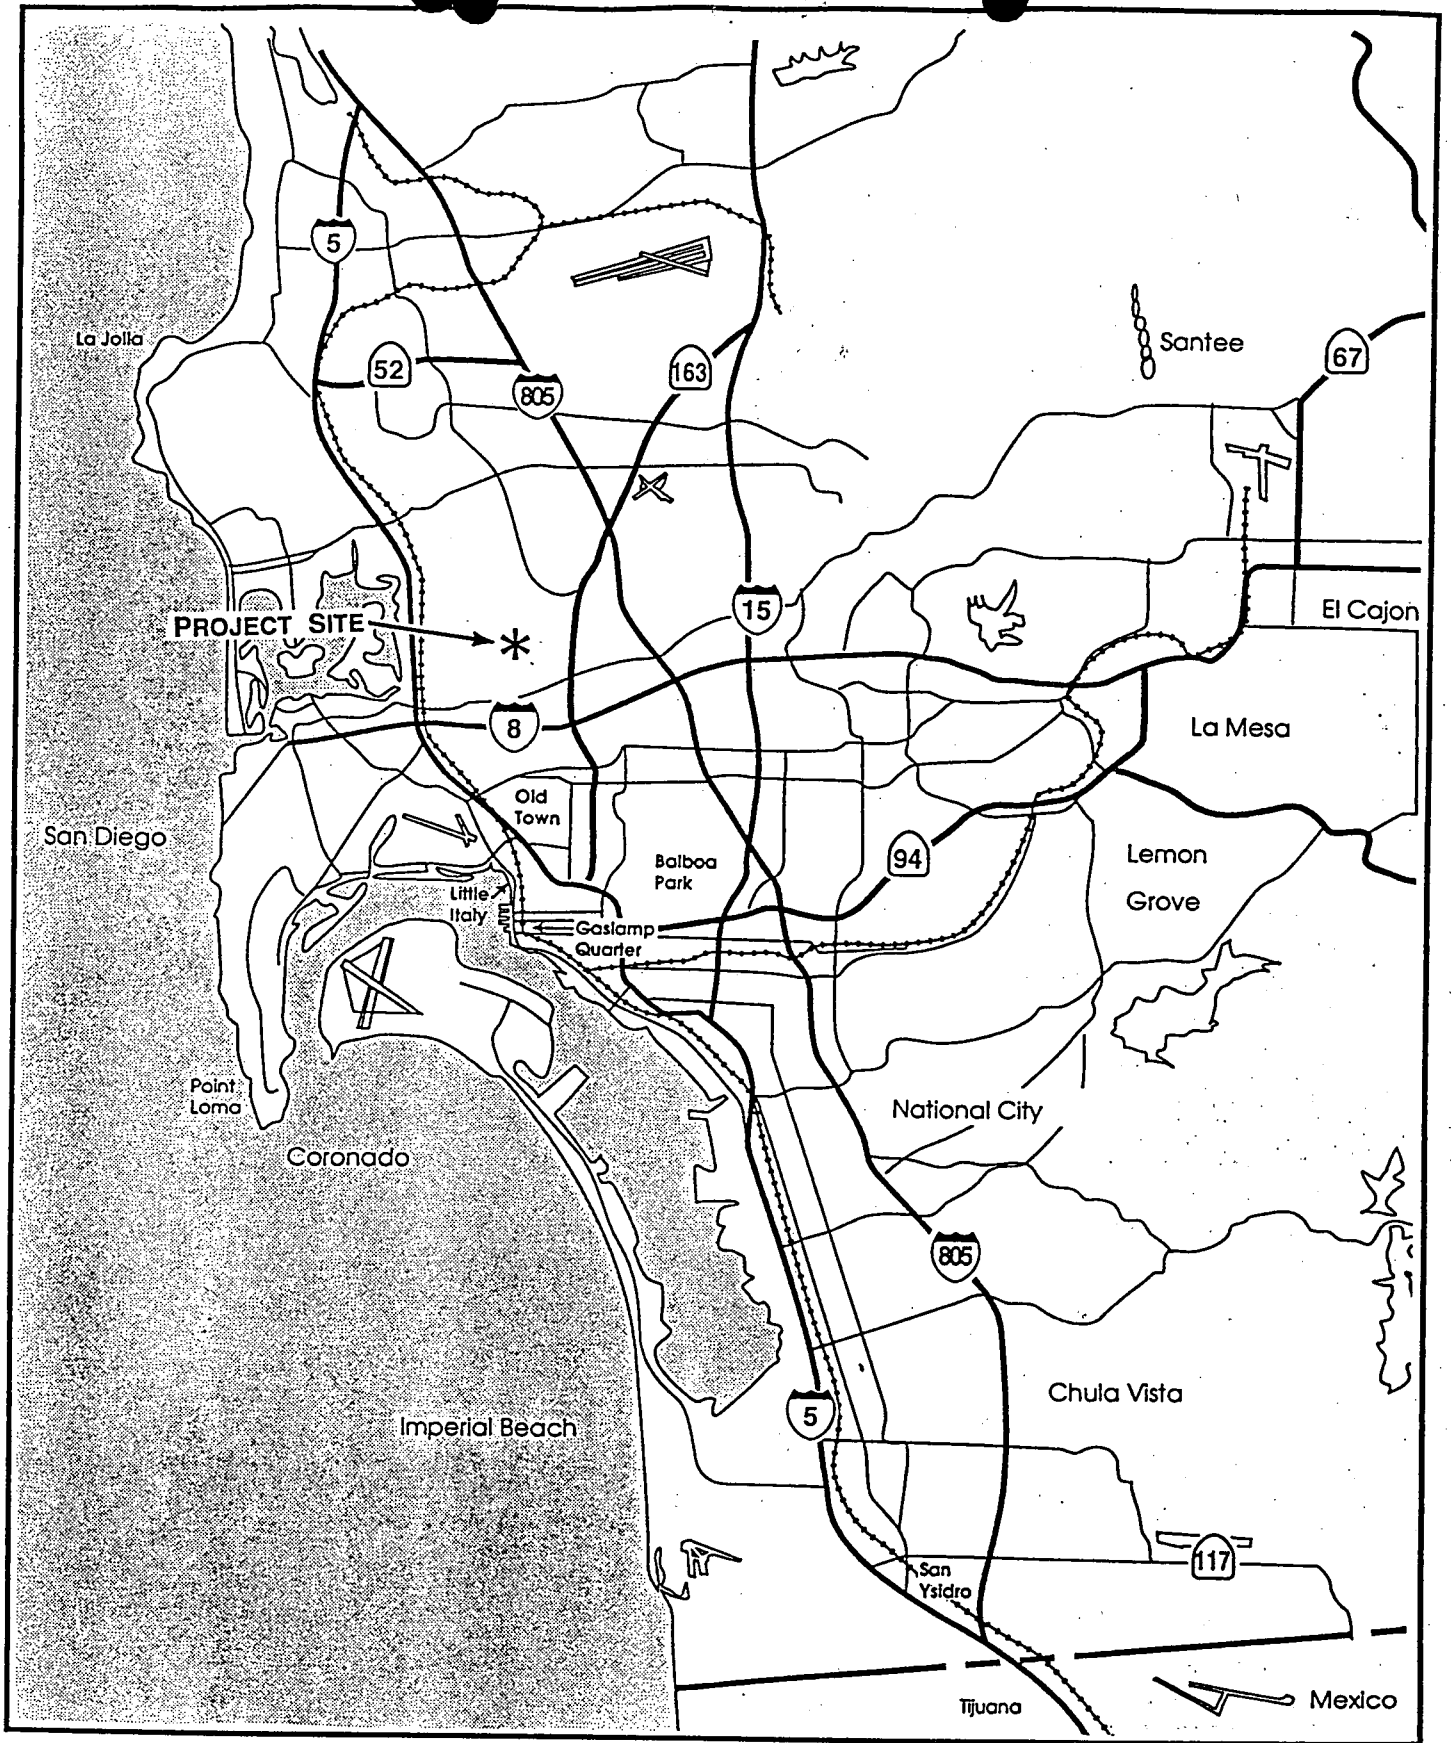 5
La Jolla
52
805
163
Santee
67
PROJECT SITE
15
El Cajon
8
La Mesa
Old
Town
San Diego
Balboa
Park
94
Lemon
Grove
Little
Italy
Gaslamp
Quarter
Point
Loma
Coronado
National City
805
Chula Vista
5
Imperial Beach
117
San
Ysidro
Tijuana
Mexico